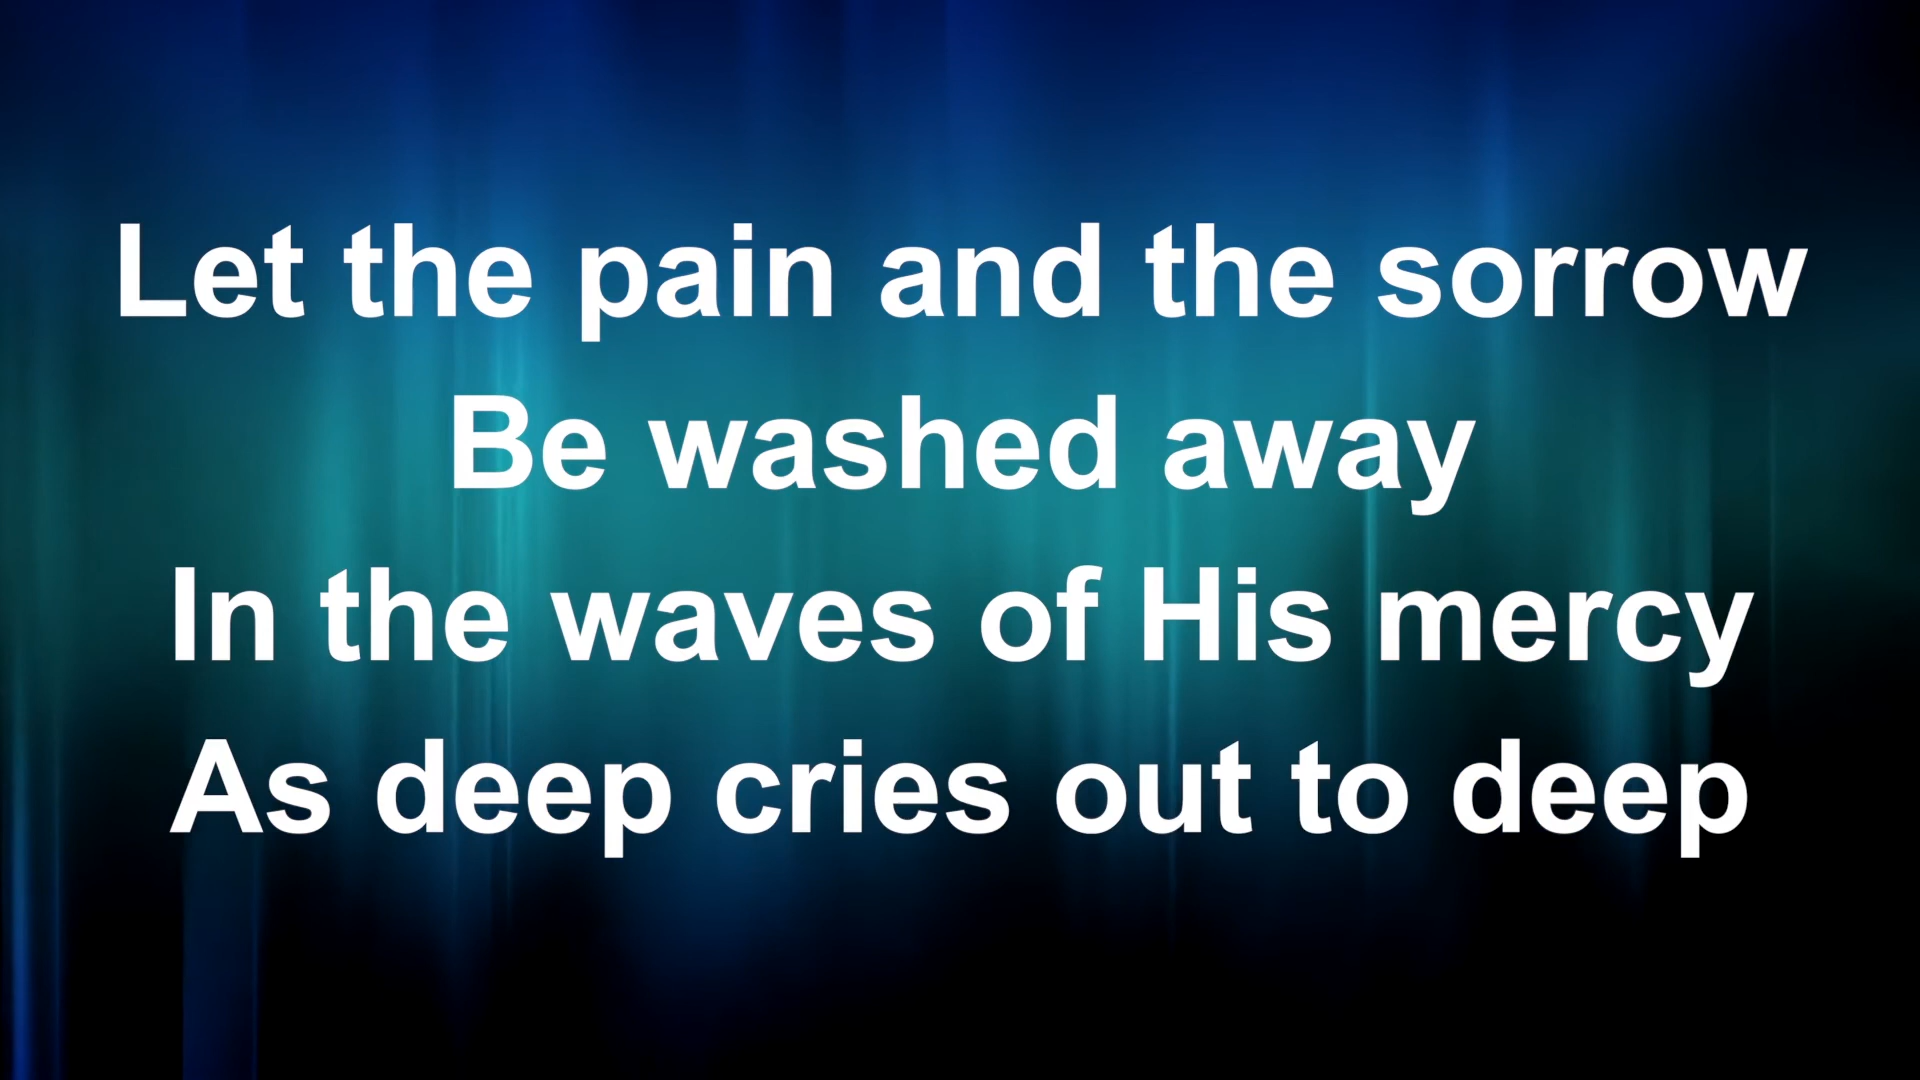 Let the pain and the sorrow
Be washed away
In the waves of His mercy
As deep cries out to deep